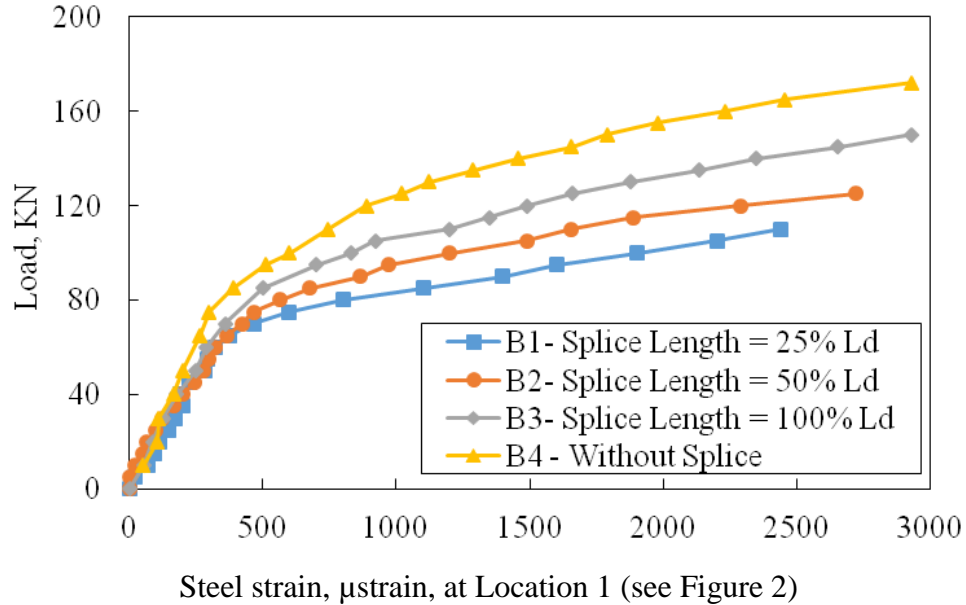 200
160
120
80
40
0
Load, KN
B1- Splice Length = 25% Ld
B2- Splice Length = 50% Ld
B3- Splice Length = 100% Ld
B4 - Without Splice
0 500 1000 1500 2000 2500 3000
Steel strain, µstrain, at Location 1 (see Figure 2)